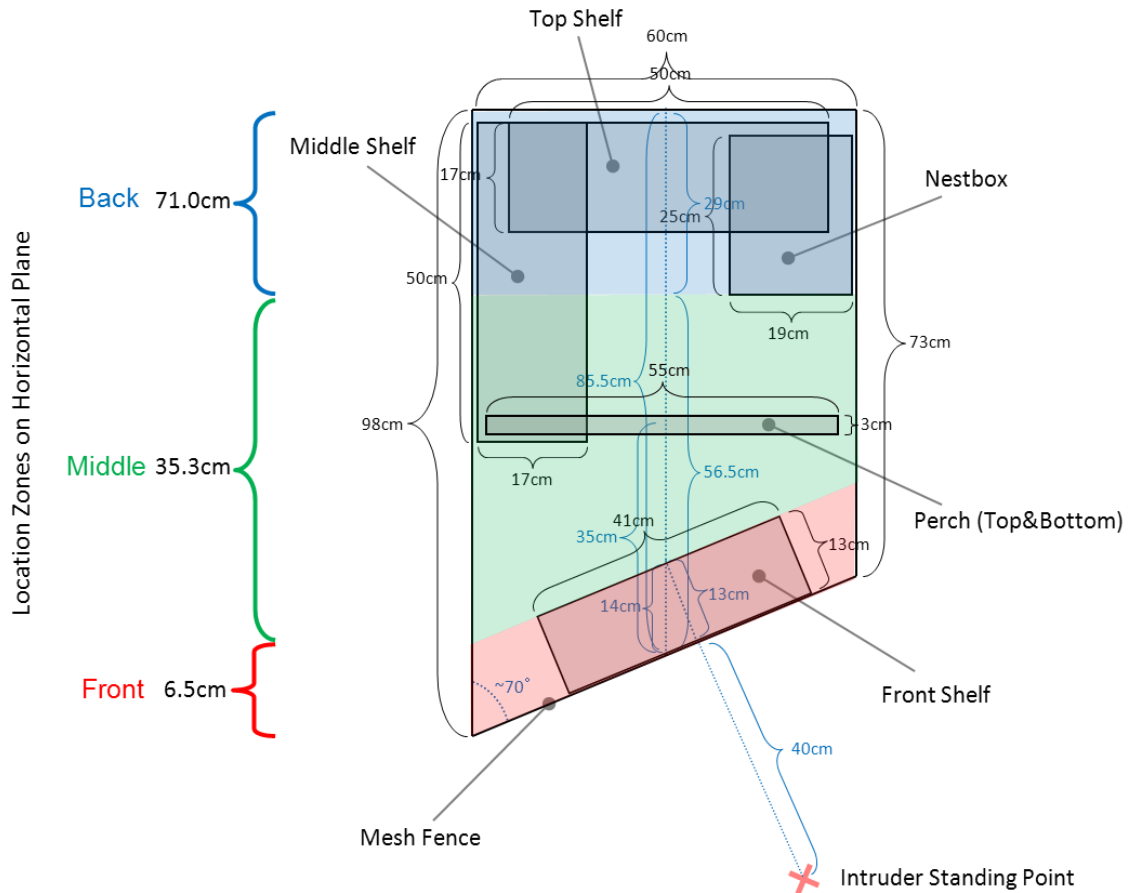 Top Shelf
60cm
50cm
Middle Shelf
17cm
Nestbox
Back 71.0cm
29cm
25cm
50cm
19cm
73cm
Location Zones on Horizontal Plane
55cm
85.5cm
98cm
3cm
Middle 35.3cm
17cm
56.5cm
Perch (Top&Bottom)
41cm
35cm
13cm
14cm
13cm
Front 6.5cm
~70°
Front Shelf
40cm
Mesh Fence
Intruder Standing Point